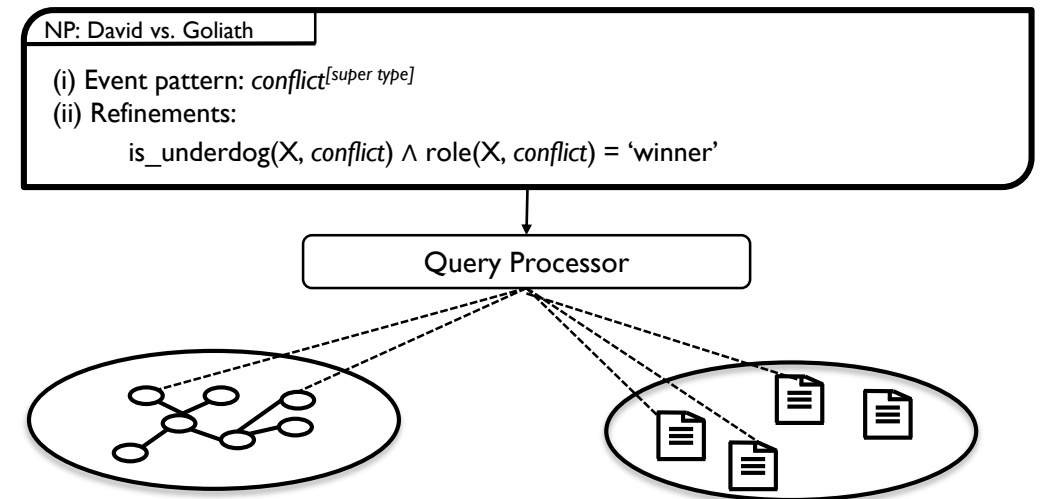 NP: David vs. Goliath
(i) Event pattern: conflict[super type]
(ii) Refinements:
is_underdog(X, conflict) ∧ role(X, conflict) = ‘winner’
Query Processor